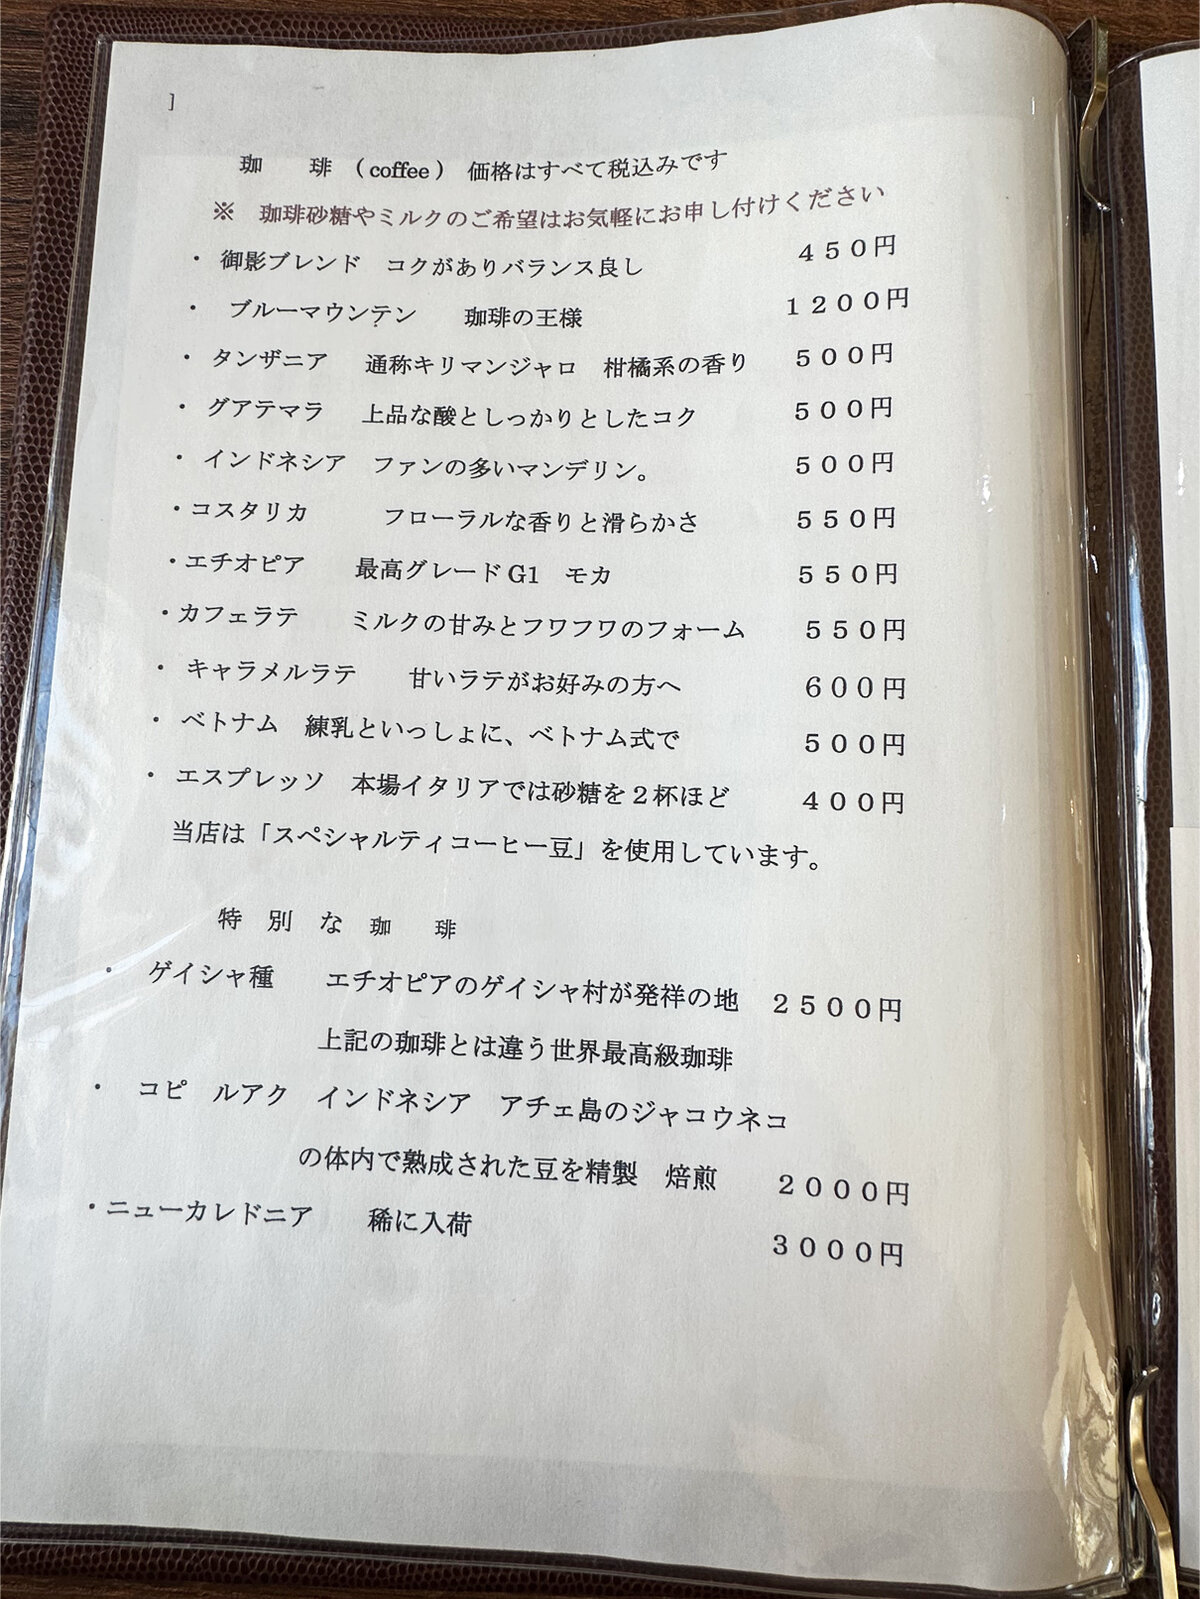 ]
珈　琲　（coffee）　価格はすべて税込みです
※　珈琲砂糖やミルクのご希望はお気軽にお申し付けください
・　御影ブレンド　コクがありバランス良し　４５０円
・　ブルーマウンテン　珈琲の王様　１２００円
・　タンザニア　通称キリマンジャロ　柑橘系の香り　５００円
・　グアテマラ　上品な酸としっかりとしたコク　５００円
・　インドネシア　ファンの多いマンデリン。　５００円
・コスタリカ　フローラルな香りと滑らかさ　５５０円
・エチオピア　最高グレードG1　モカ　５５０円
・カフェラテ　ミルクの甘みとフワフワのフォーム　５５０円
・　キャラメルラテ　甘いラテがお好みの方へ　６００円
・　ベトナム　練乳といっしょに、ベトナム式で　５００円
・　エスプレッソ　本場イタリアでは砂糖を２杯ほど　４００円
当店は「スペシャルティコーヒー豆」を使用しています。
特　別　な　珈　琲
・　ゲイシャ種　エチオピアのゲイシャ村が発祥の地　２５００円
上記の珈琲とは違う世界最高級珈琲
・　コピ　ルアク　インドネシア　アチェ島のジャコウネコ
の体内で熟成された豆を精製　焙煎　２０００円
・ニューカレドニア　稀に入荷　３０００円